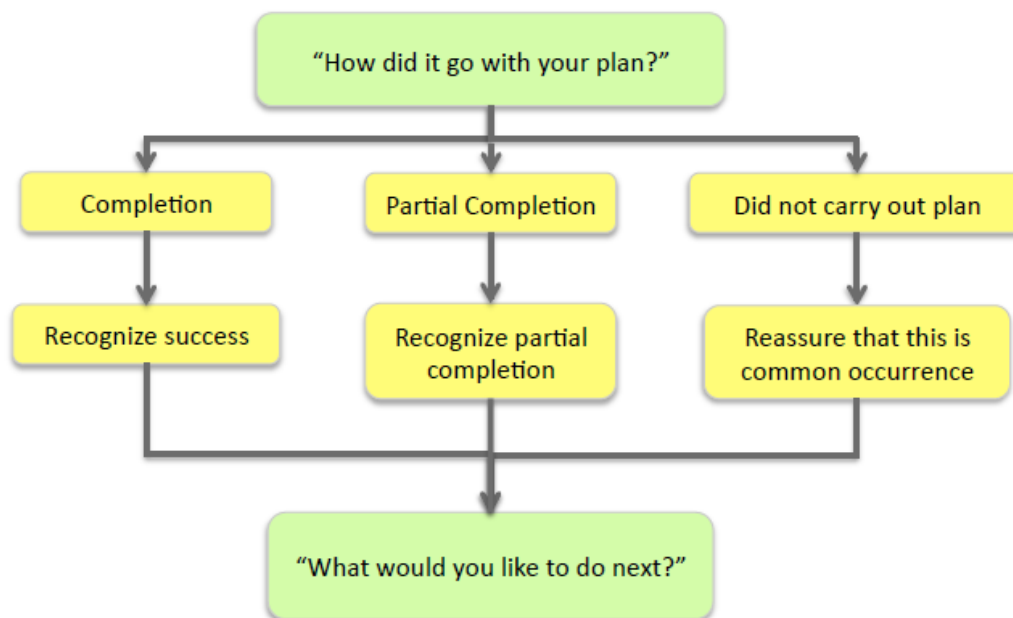 “How did it go with your plan?”
Completion
Partial Completion
Did not carry out plan
Recognize success
Recognize partial
completion
Reassure that this is
common occurrence
“What would you like to do next?”